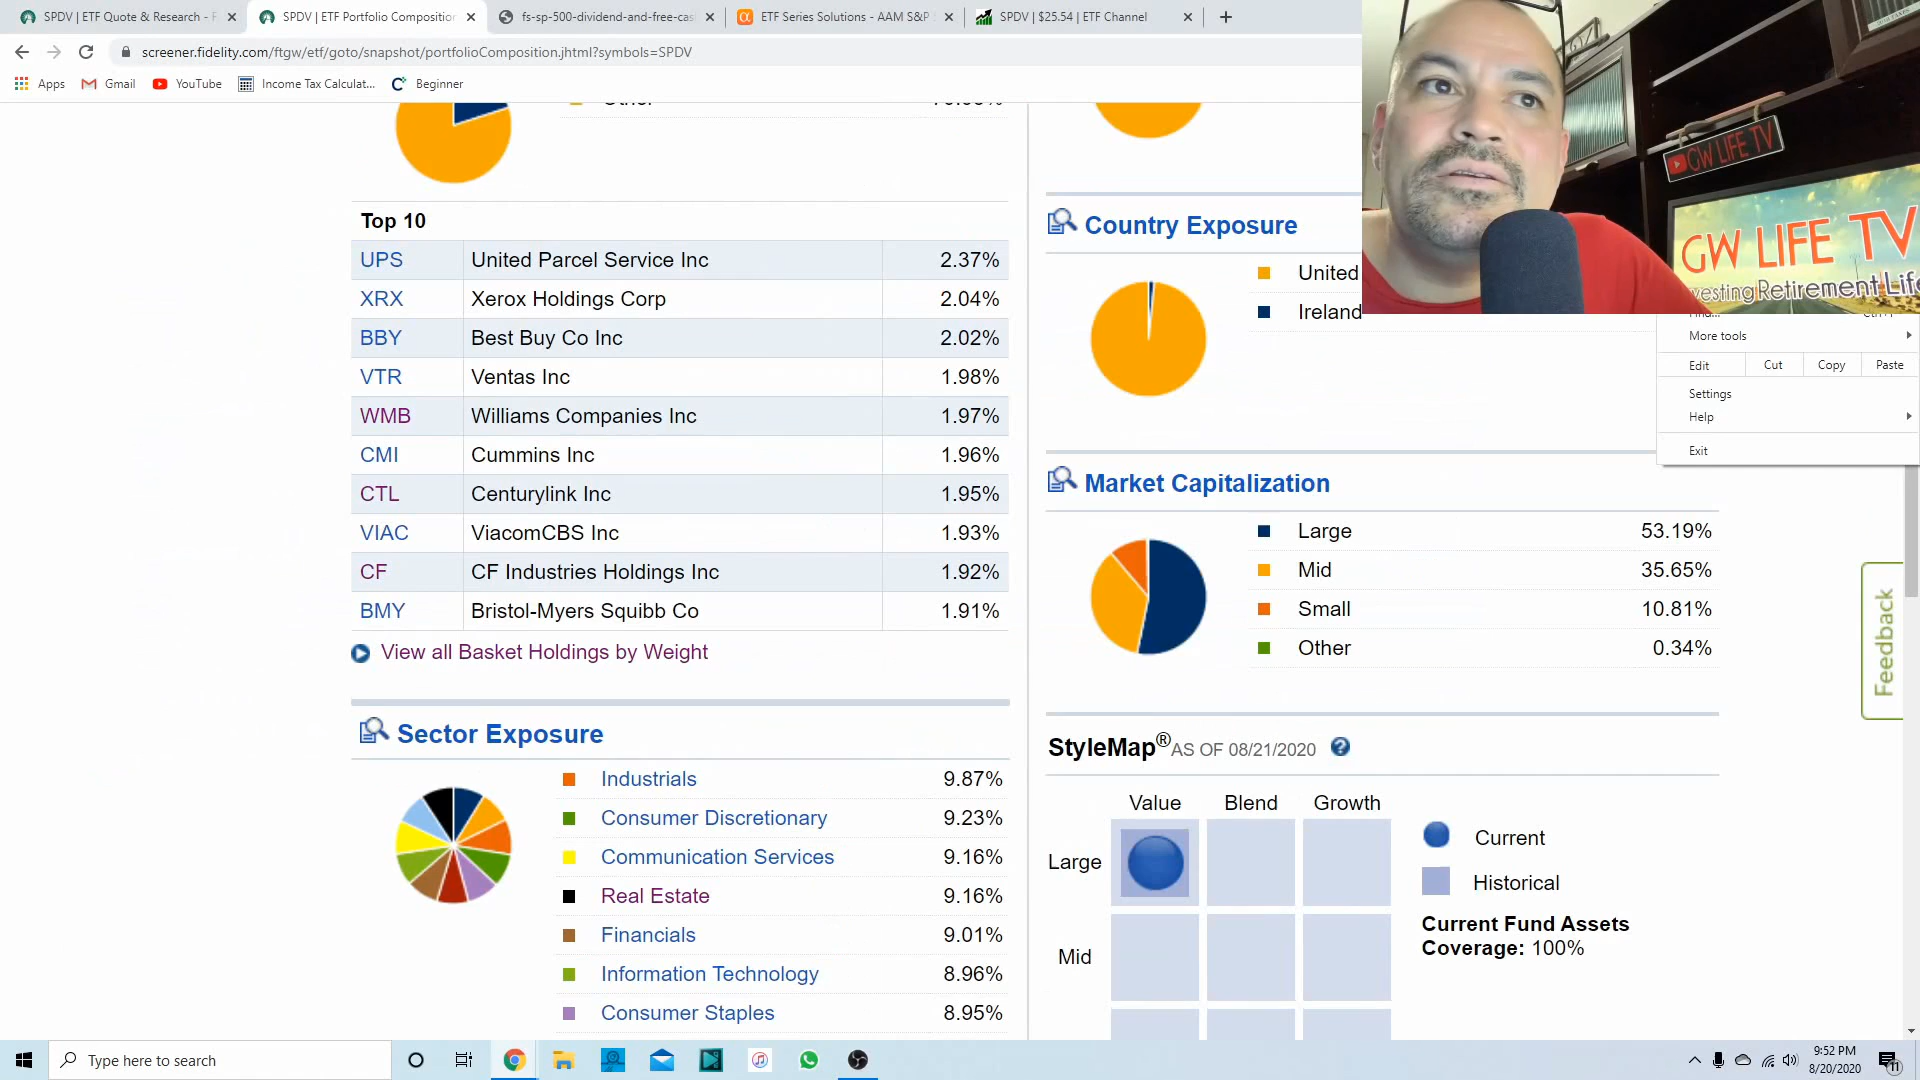 SPDV | ETF Quote & Research - F
SPDV | ETF Portfolio Composition
fs-sp-500-dividend-and-free-cas
ETF Series Solutions - AAM S&P
SPDV | $25.54 | ETF Channel
screener.fidelity.com/ftgw/etf/goto/snapshot/portfolioComposition.jhtml?symbols=SPDV
Apps
Gmail
YouTube
Income Tax Calculat...
Beginner
GW LIFE TV
GW LIFE TV
Retirement
Top 10
UPS United Parcel Service Inc 2.37%
XRX Xerox Holdings Corp 2.04%
BBY Best Buy Co Inc 2.02%
VTR Ventas Inc 1.98%
WMB Williams Companies Inc 1.97%
CMI Cummins Inc 1.96%
CTL Centurylink Inc 1.95%
VIAC ViacomCBS Inc 1.93%
CF CF Industries Holdings Inc 1.92%
BMY Bristol-Myers Squibb Co 1.91%
View all Basket Holdings by Weight
Sector Exposure
Industrials 9.87%
Consumer Discretionary 9.23%
Communication Services 9.16%
Real Estate 9.16%
Financials 9.01%
Information Technology 8.96%
Consumer Staples 8.95%
Country Exposure
United
Ireland
More tools
Edit Cut Copy Paste
Settings
Help
Exit
Market Capitalization
Large 53.19%
Mid 35.65%
Small 10.81%
Other 0.34%
StyleMap® AS OF 08/21/2020 ?
Value Blend Growth
Large
Mid
Current
Historical
Current Fund Assets
Coverage: 100%
Feedback
Type here to search
9:52 PM
8/20/2020
11